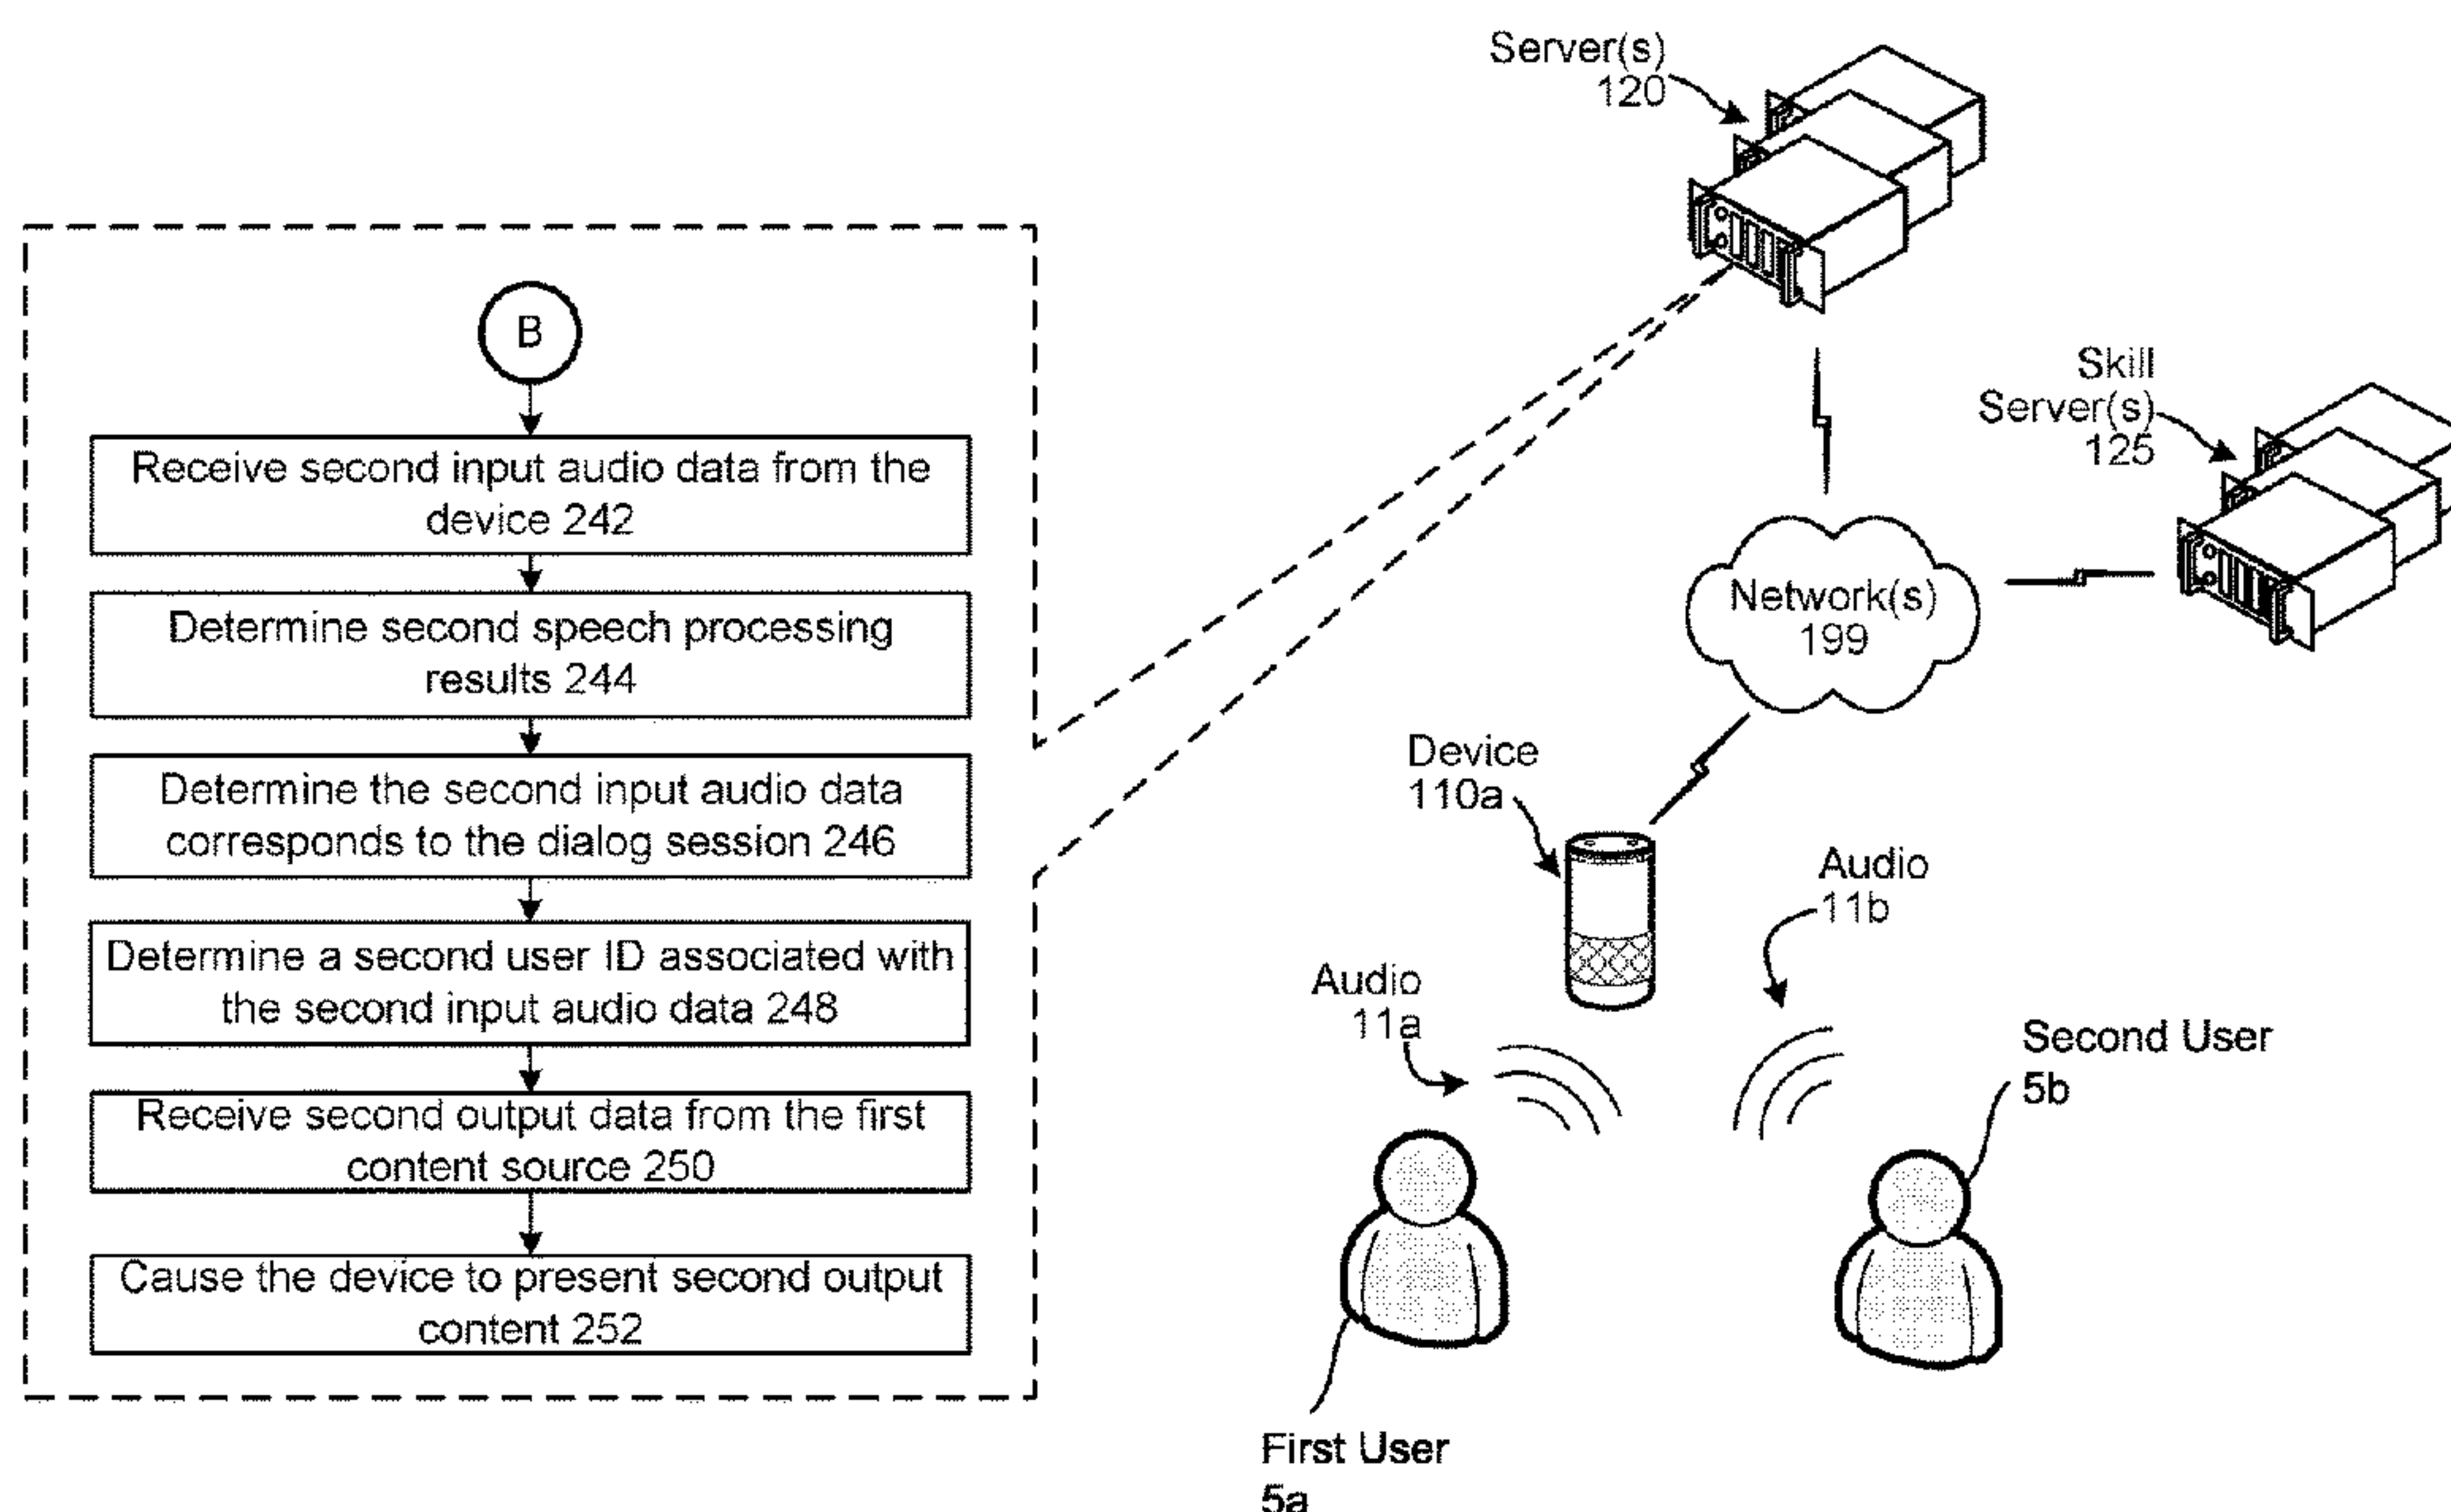 B
Receive second input audio data from the
device 242
Determine second speech processing
results 244
Determine the second input audio data
corresponds to the dialog session 246
Determine a second user ID associated with
the second input audio data 248
Receive second output data from the first
content source 250
Cause the device to present second output
content 252
Server(s)
120
Skill
Server(s)
125
Network(s)
199
Device
110a
Audio
11b
Audio
11a
Second User
5b
First User
5a